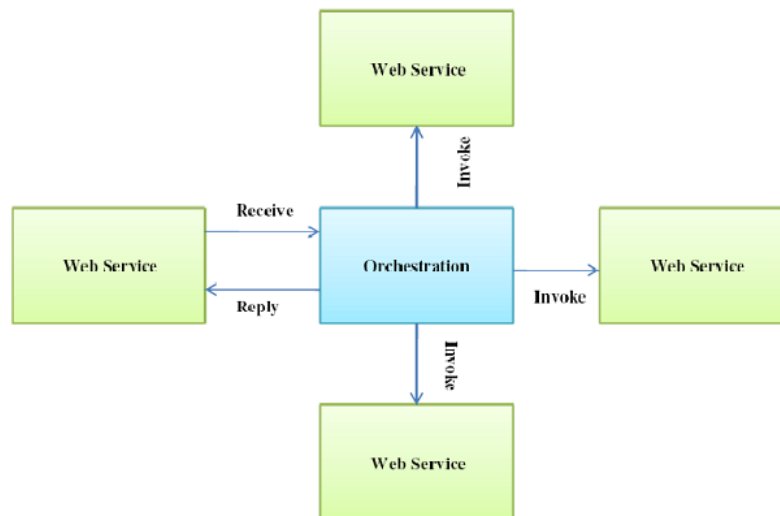 Web Service
Invoke
Receive
Web Service
Orchestration
Web Service
Invoke
Reply
Invoke
Web Service